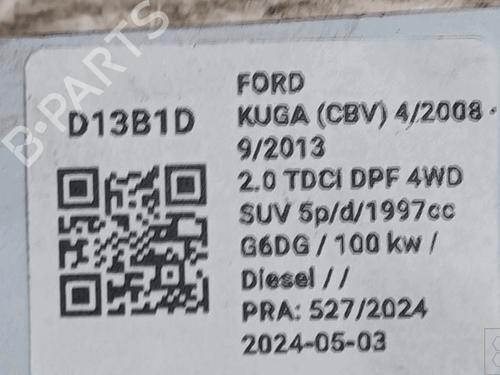 B-PARTS
D13B1D
FORD
KUGA (CBV) 4/2008 -
9/2013
2.0 TDCI DPF 4WD
SUV 5p/d/1997cc
G6DG / 100 kw /
Diesel / /
PRA: 527/2024
2024-05-03